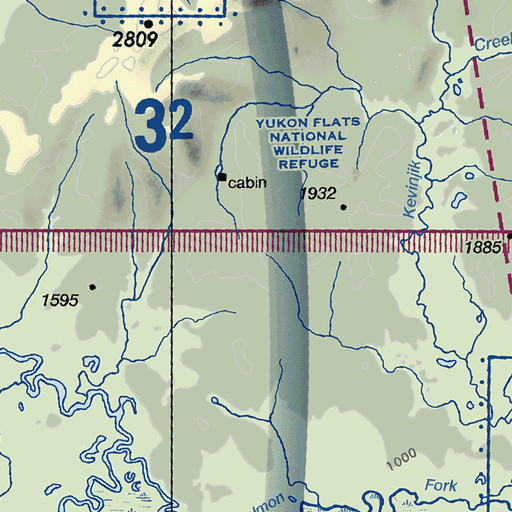 Creek
2809
32
YUKON FLATS
NATIONAL
WILDLIFE
REFUGE
cabin
1932
Kevinjik
1885
1595
1000
Fork